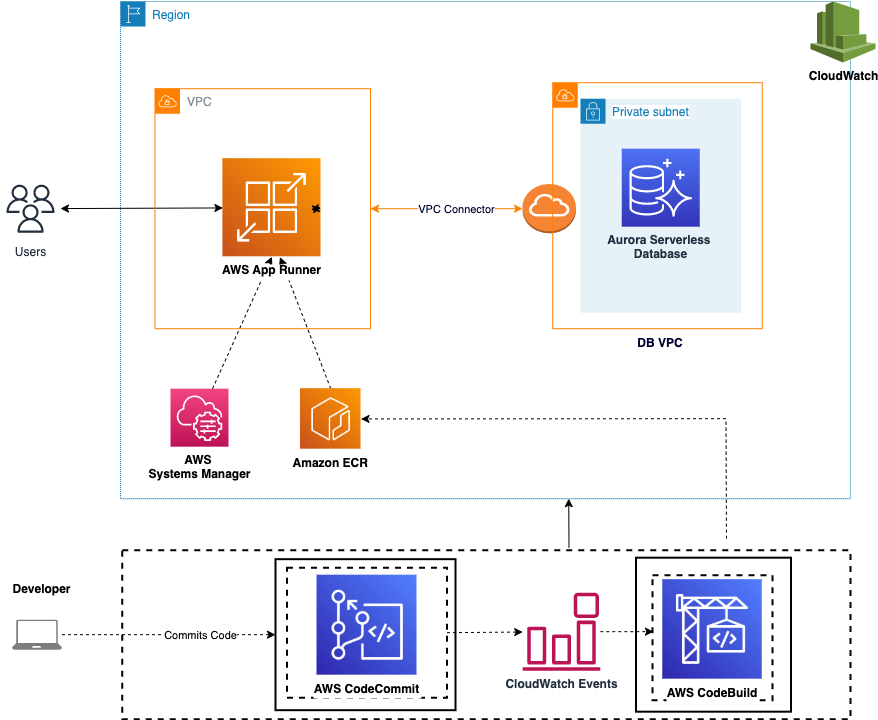 Region
CloudWatch
VPC
Private subnet
Aurora Serverless
Database
VPC Connector
Users
AWS App Runner
DB VPC
AWS
Systems Manager
Amazon ECR
Developer
Commits Code
AWS CodeCommit
CloudWatch Events
AWS CodeBuild